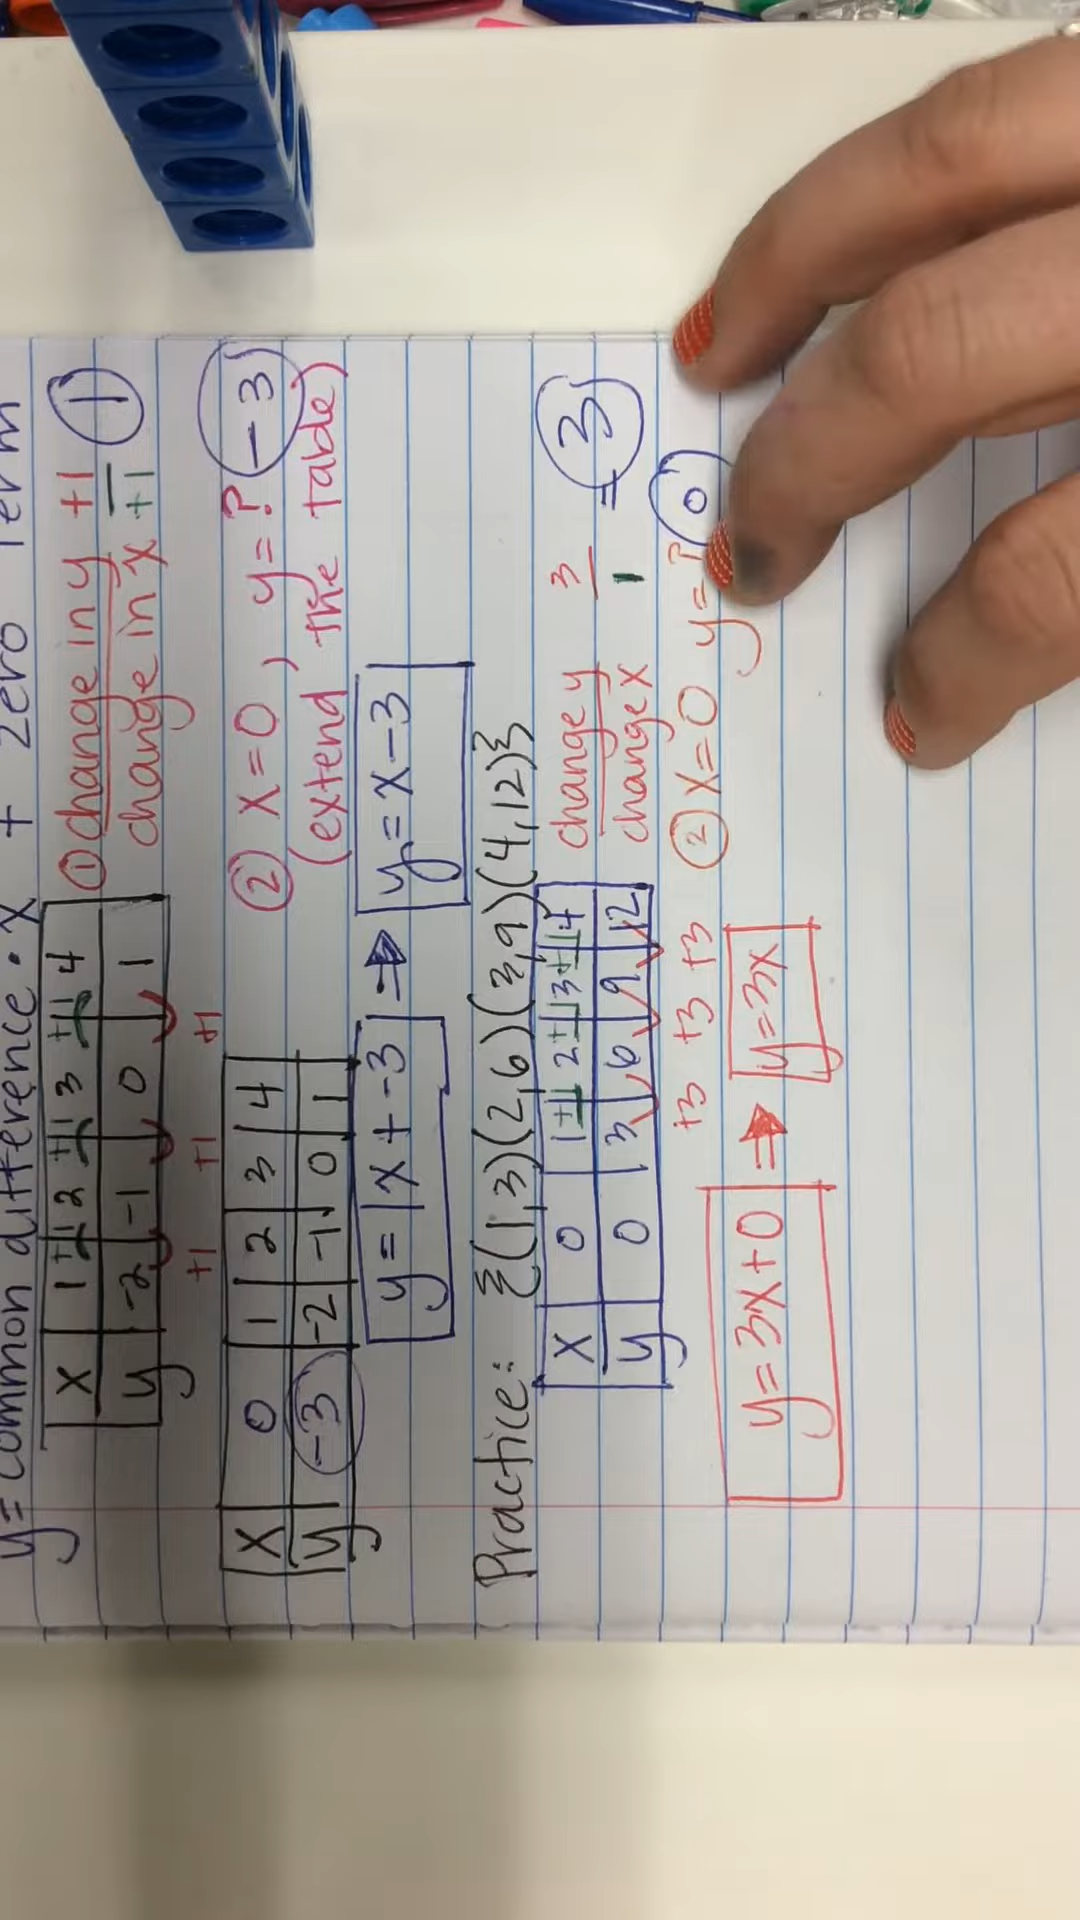 y = common difference · x + zero term
x 1 2 3 4
+1 +1 +1
y -2 -1 0 1
+1 +1 +1
① change in y +1
change in x +1
1
x 0 1 2 3 4
y -3 -2 -1 0 1
② x=0, y=? -3
(extend the table)
y = 1x + -3 ⇒ y = x - 3
Practice: {(1,3)(2,6)(3,9)(4,12)}
x 0 1 2 3 4
+1 +1 +1
y 0 3 6 9 12
+3 +3 +3
change y 3 = 3
change x 1
② x=0 y=? 0
y = 3x+0 ⇒ y=3x